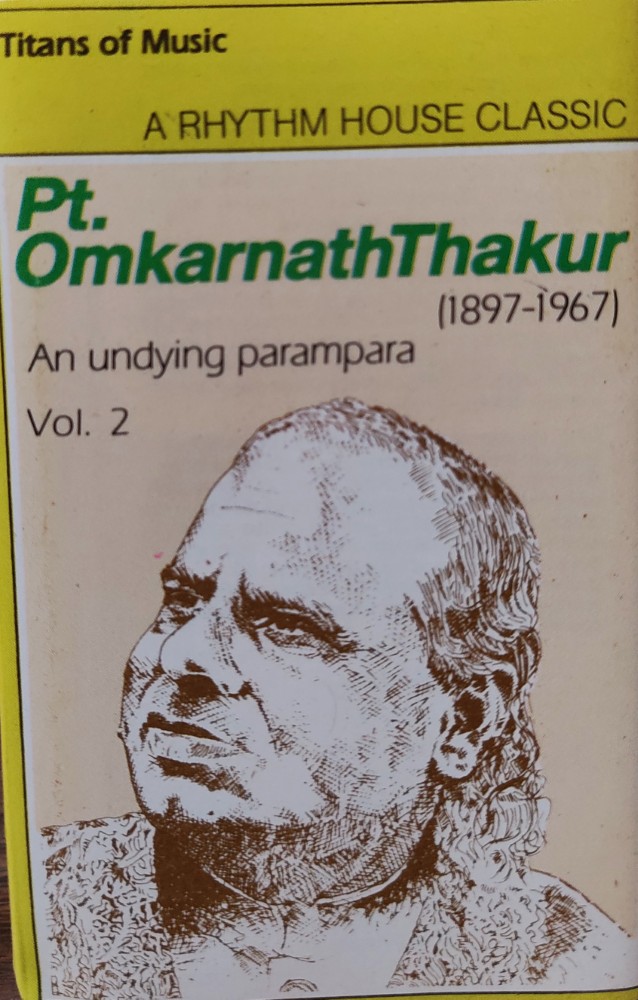 Titans of Music
A RHYTHM HOUSE CLASSIC
Pt.
OmkarnathThakur
(1897-1967)
An undying parampara
Vol. 2